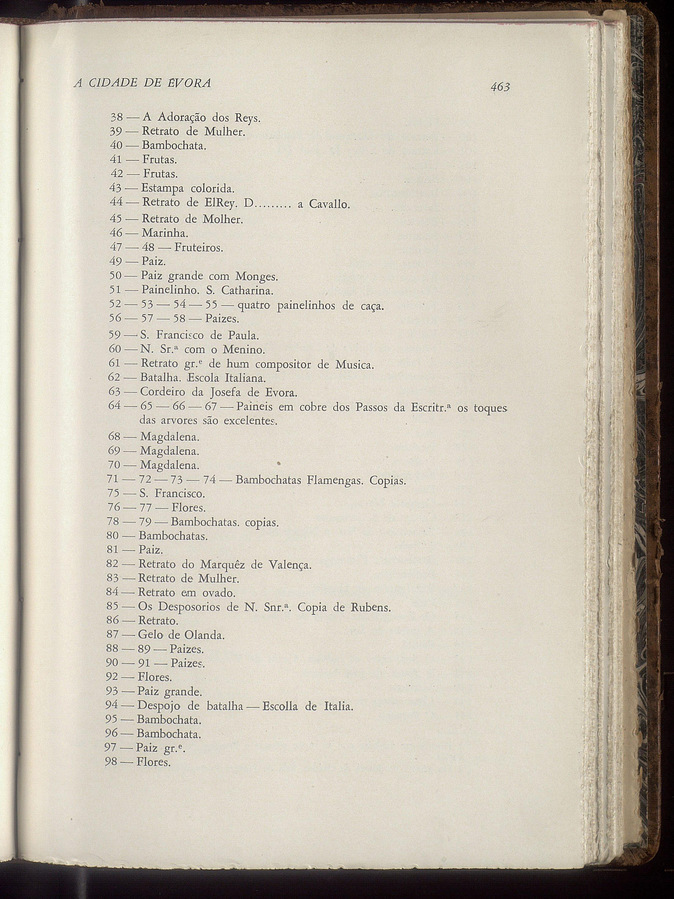 A CIDADE DE ÉVORA 463
38 — A Adoração dos Reys.
39 — Retrato de Mulher.
40 — Bambochata.
41 — Frutas.
42 — Frutas.
43 — Estampa colorida.
44 — Retrato de ElRey. D......... a Cavallo.
45 — Retrato de Molher.
46 — Marinha.
47 — 48 — Fruteiros.
49 — Paiz.
50 — Paiz grande com Monges.
51 — Painelinho. S. Catharina.
52 — 53 — 54 — 55 — quatro painelinhos de caça.
56 — 57 — 58 — Paizes.
59 — S. Francisco de Paula.
60 — N. Sr.ª com o Menino.
61 — Retrato gr.e de hum compositor de Musica.
62 — Batalha. Escola Italiana.
63 — Cordeiro da Josefa de Evora.
64 — 65 — 66 — 67 — Paineis em cobre dos Passos da Escritr.ª os toques
das arvores são excelentes.
68 — Magdalena.
69 — Magdalena.
70 — Magdalena.
71 — 72 — 73 — 74 — Bambochatas Flamengas. Copias.
75 — S. Francisco.
76 — 77 — Flores.
78 — 79 — Bambochatas. copias.
80 — Bambochatas.
81 — Paiz.
82 — Retrato do Marquêz de Valença.
83 — Retrato de Mulher.
84 — Retrato em ovado.
85 — Os Desposorios de N. Snr.ª. Copia de Rubens.
86 — Retrato.
87 — Gelo de Olanda.
88 — 89 — Paizes.
90 — 91 — Paizes.
92 — Flores.
93 — Paiz grande.
94 — Despojo de batalha — Escolla de Italia.
95 — Bambochata.
96 — Bambochata.
97 — Paiz gr.e.
98 — Flores.